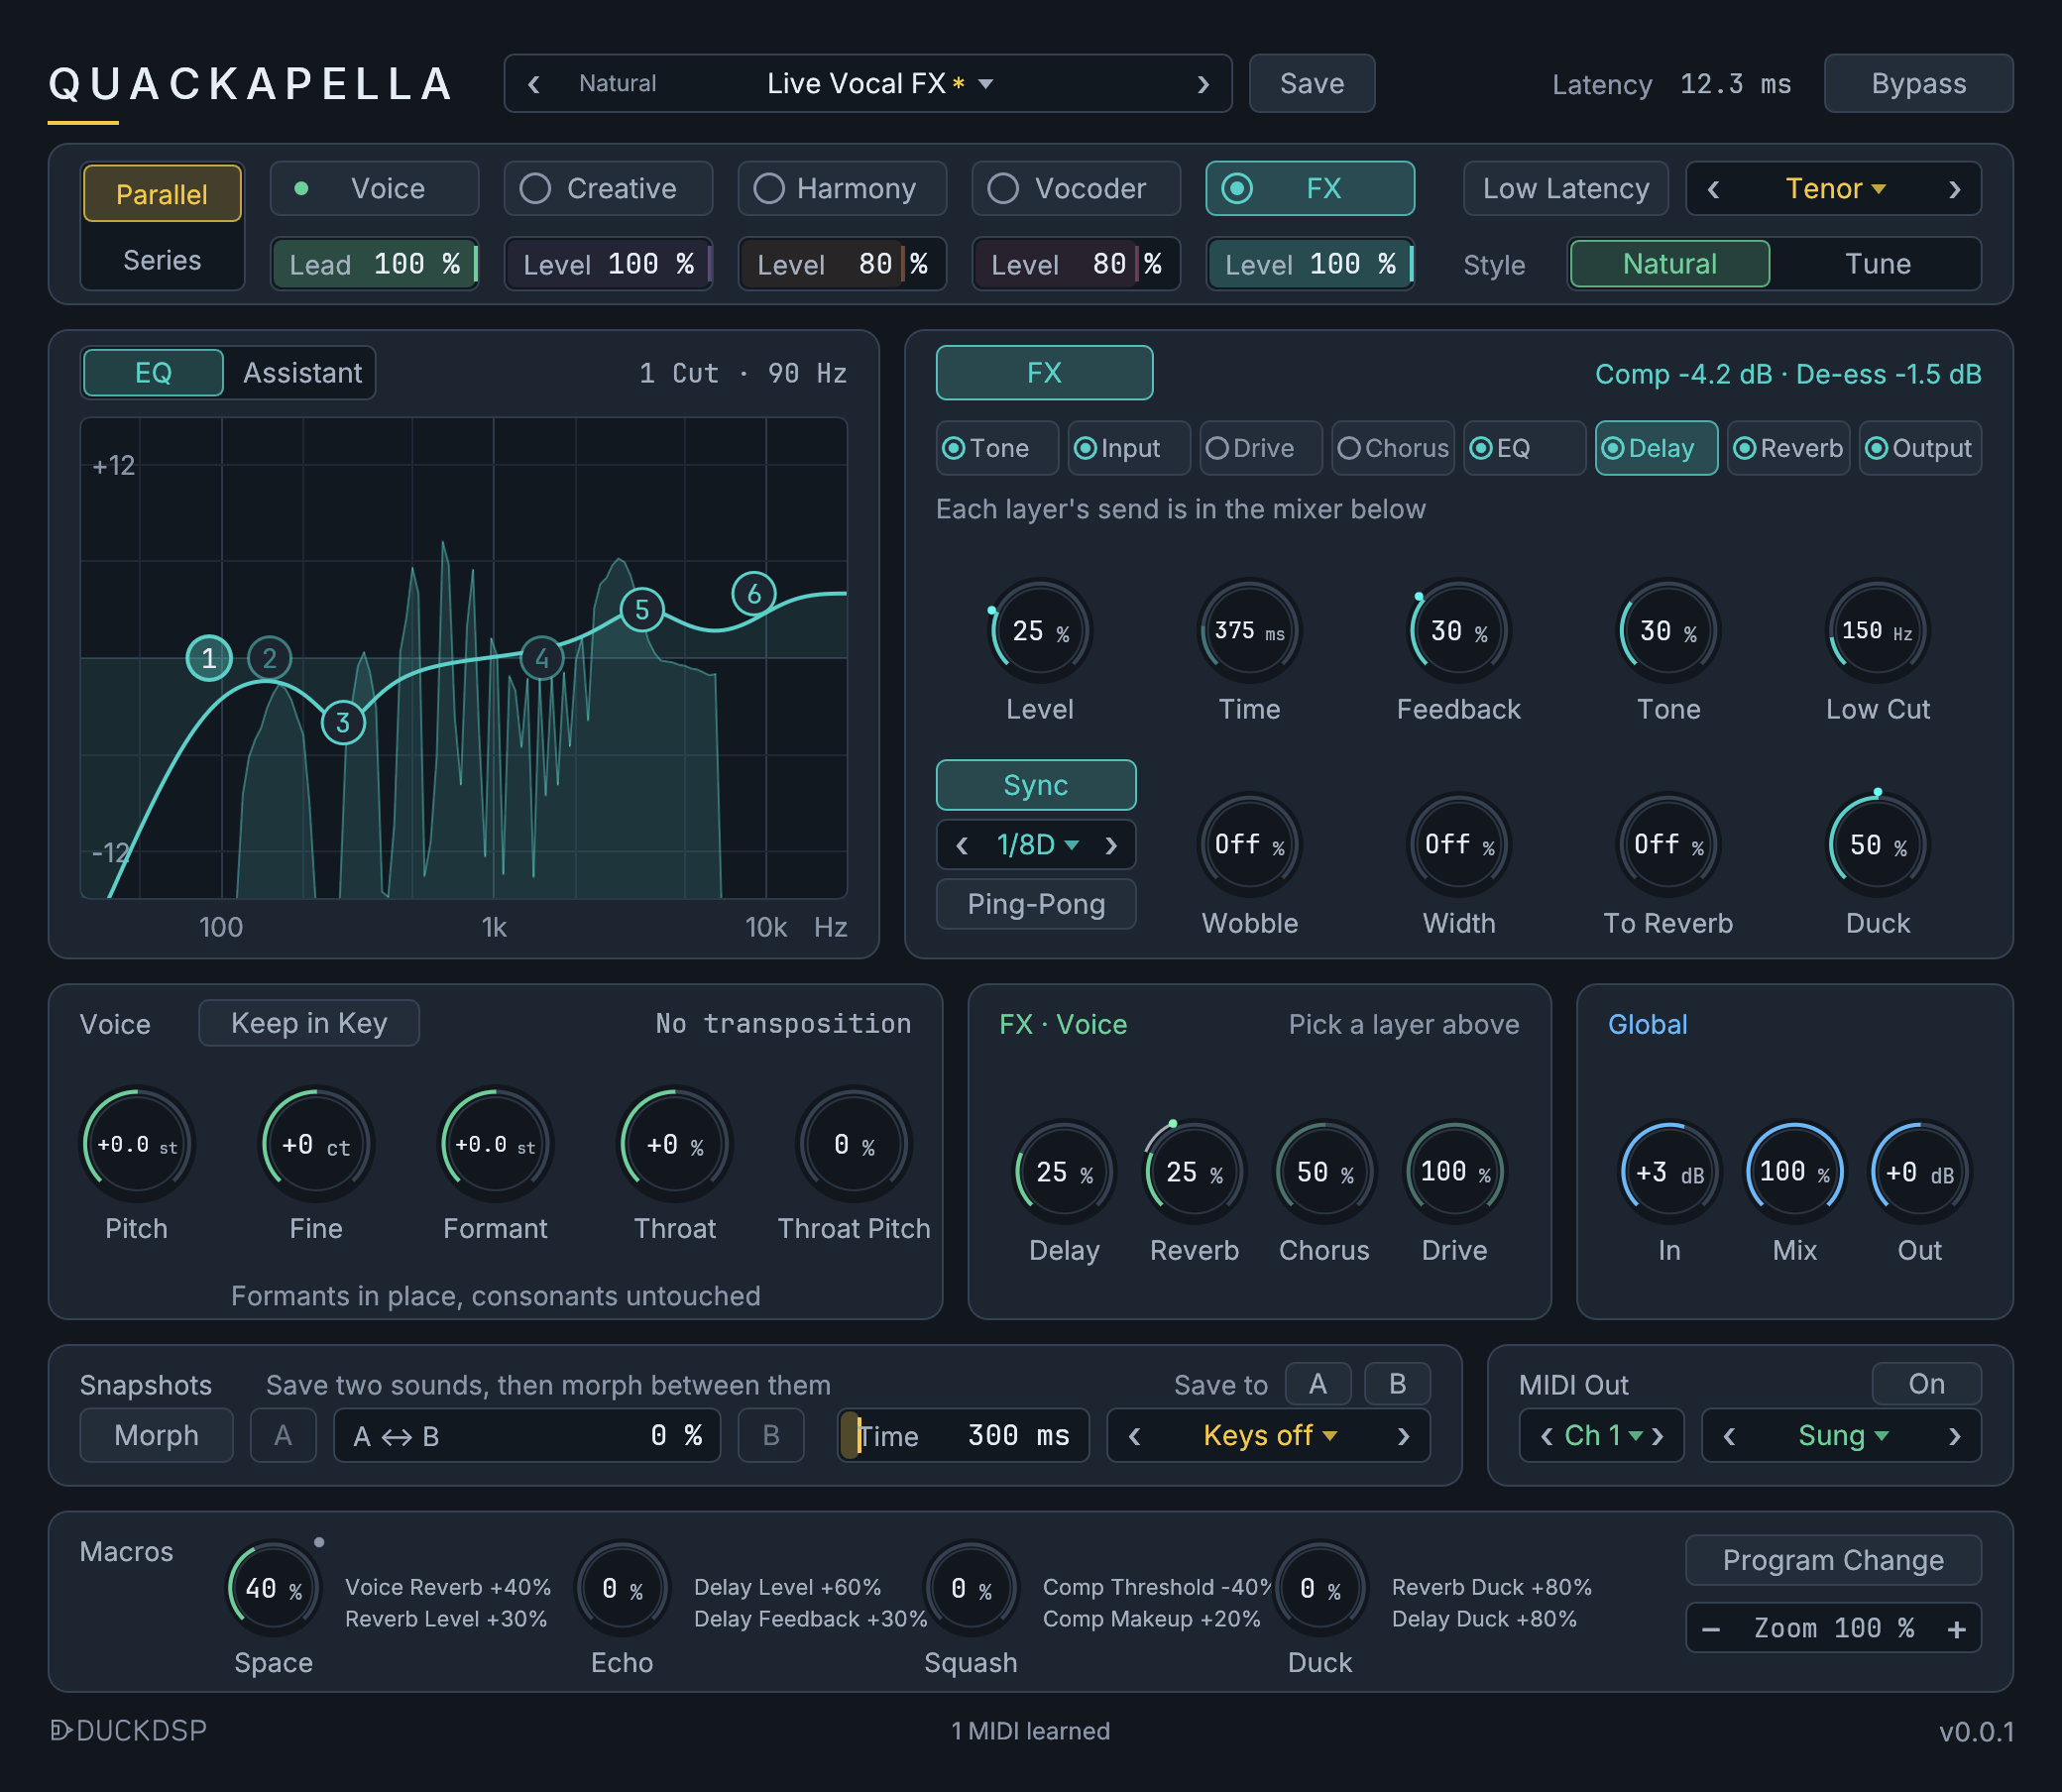 QUACKAPELLA
‹ Natural Live Vocal FX * ›
Save
Latency 12.3 ms
Bypass
Parallel
Series
Voice
Creative
Harmony
Vocoder
FX
Low Latency
‹ Tenor ›
Lead 100 %
Level 100 %
Level 80 %
Level 80 %
Level 100 %
Style
Natural
Tune
EQ
Assistant
1 Cut · 90 Hz
+12
-12
1
2
3
4
5
6
100
1k
10k
Hz
FX
Comp -4.2 dB · De-ess -1.5 dB
Tone
Input
Drive
Chorus
EQ
Delay
Reverb
Output
Each layer's send is in the mixer below
25 %
375 ms
30 %
30 %
150 Hz
Level
Time
Feedback
Tone
Low Cut
Sync
‹ 1/8D ›
Ping-Pong
Off %
Off %
Off %
50 %
Wobble
Width
To Reverb
Duck
Voice
Keep in Key
No transposition
+0.0 st
+0 ct
+0.0 st
+0 %
0 %
Pitch
Fine
Formant
Throat
Throat Pitch
Formants in place, consonants untouched
FX · Voice
Pick a layer above
25 %
25 %
50 %
100 %
Delay
Reverb
Chorus
Drive
Global
+3 dB
100 %
+0 dB
In
Mix
Out
Snapshots
Save two sounds, then morph between them
Save to
A
B
Morph
A
A ↔ B 0 %
B
Time 300 ms
‹ Keys off ›
MIDI Out
On
‹ Ch 1 ›
‹ Sung ›
Macros
40 %
Space
Voice Reverb +40%
Reverb Level +30%
0 %
Echo
Delay Level +60%
Delay Feedback +30%
0 %
Squash
Comp Threshold -40%
Comp Makeup +20%
0 %
Duck
Reverb Duck +80%
Delay Duck +80%
Program Change
− Zoom 100 % +
DUCKDSP
1 MIDI learned
v0.0.1